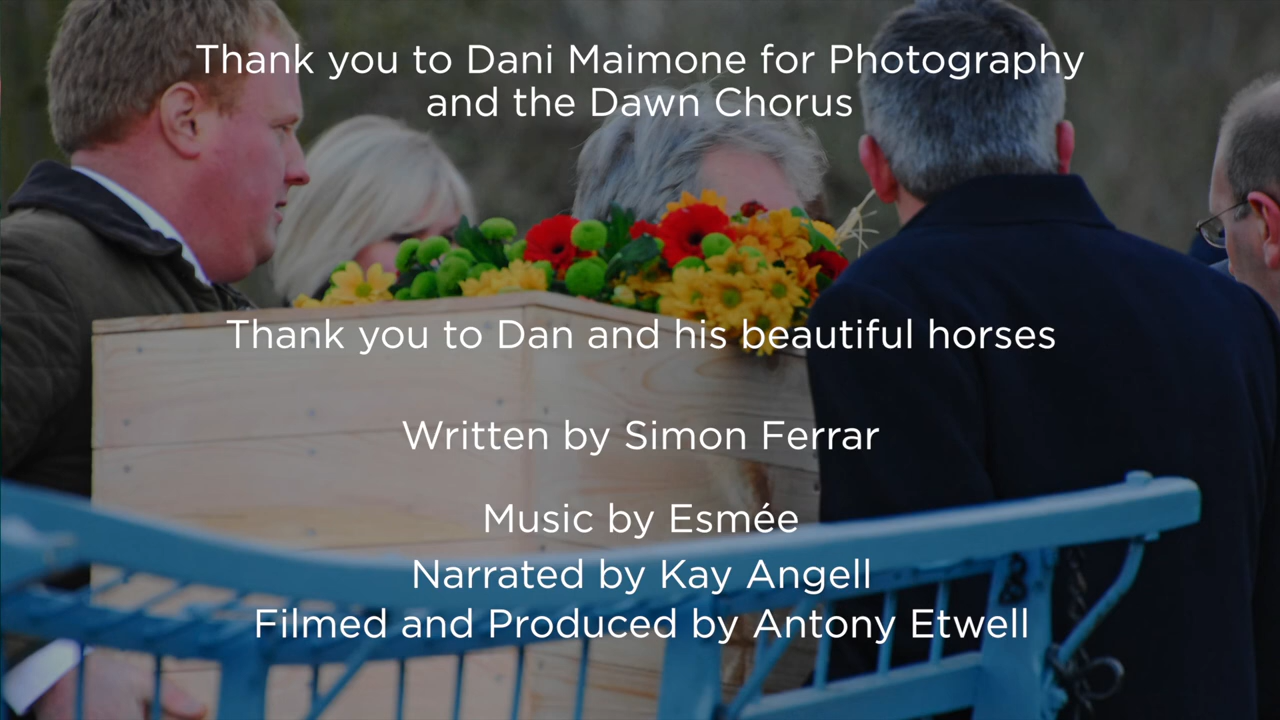 Thank you to Dani Maimone for Photography
and the Dawn Chorus
Thank you to Dan and his beautiful horses
Written by Simon Ferrar
Music by Esmée
Narrated by Kay Angell
Filmed and Produced by Antony Etwell